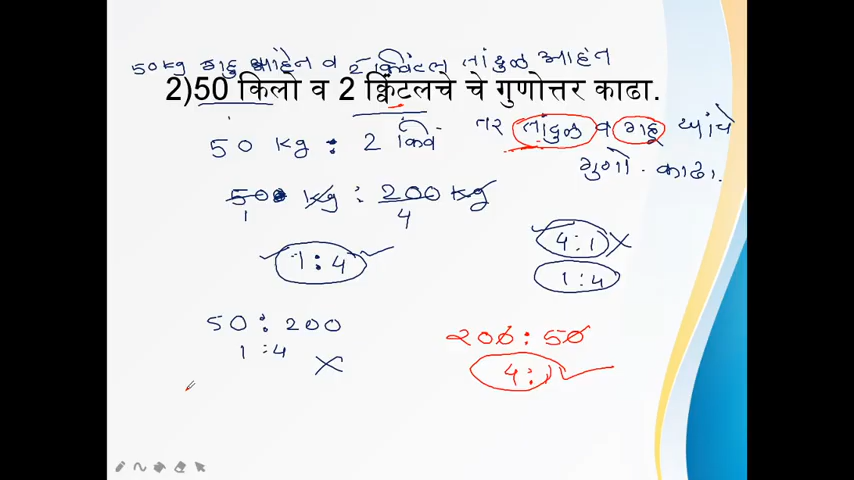 50kg गहु आहेत व 2 क्विंटल तांदुळ आहेत
2)50 किलो व 2 क्विंटलचे चे गुणोत्तर काढा.
तर तांदुळ व गहू यांचे
50 kg : 2 क्विं
गुणो. काढा.
50 kg : 200 kg
1 4
4:1
1:4
1:4
50 : 200
200 : 50
1:4
4:1